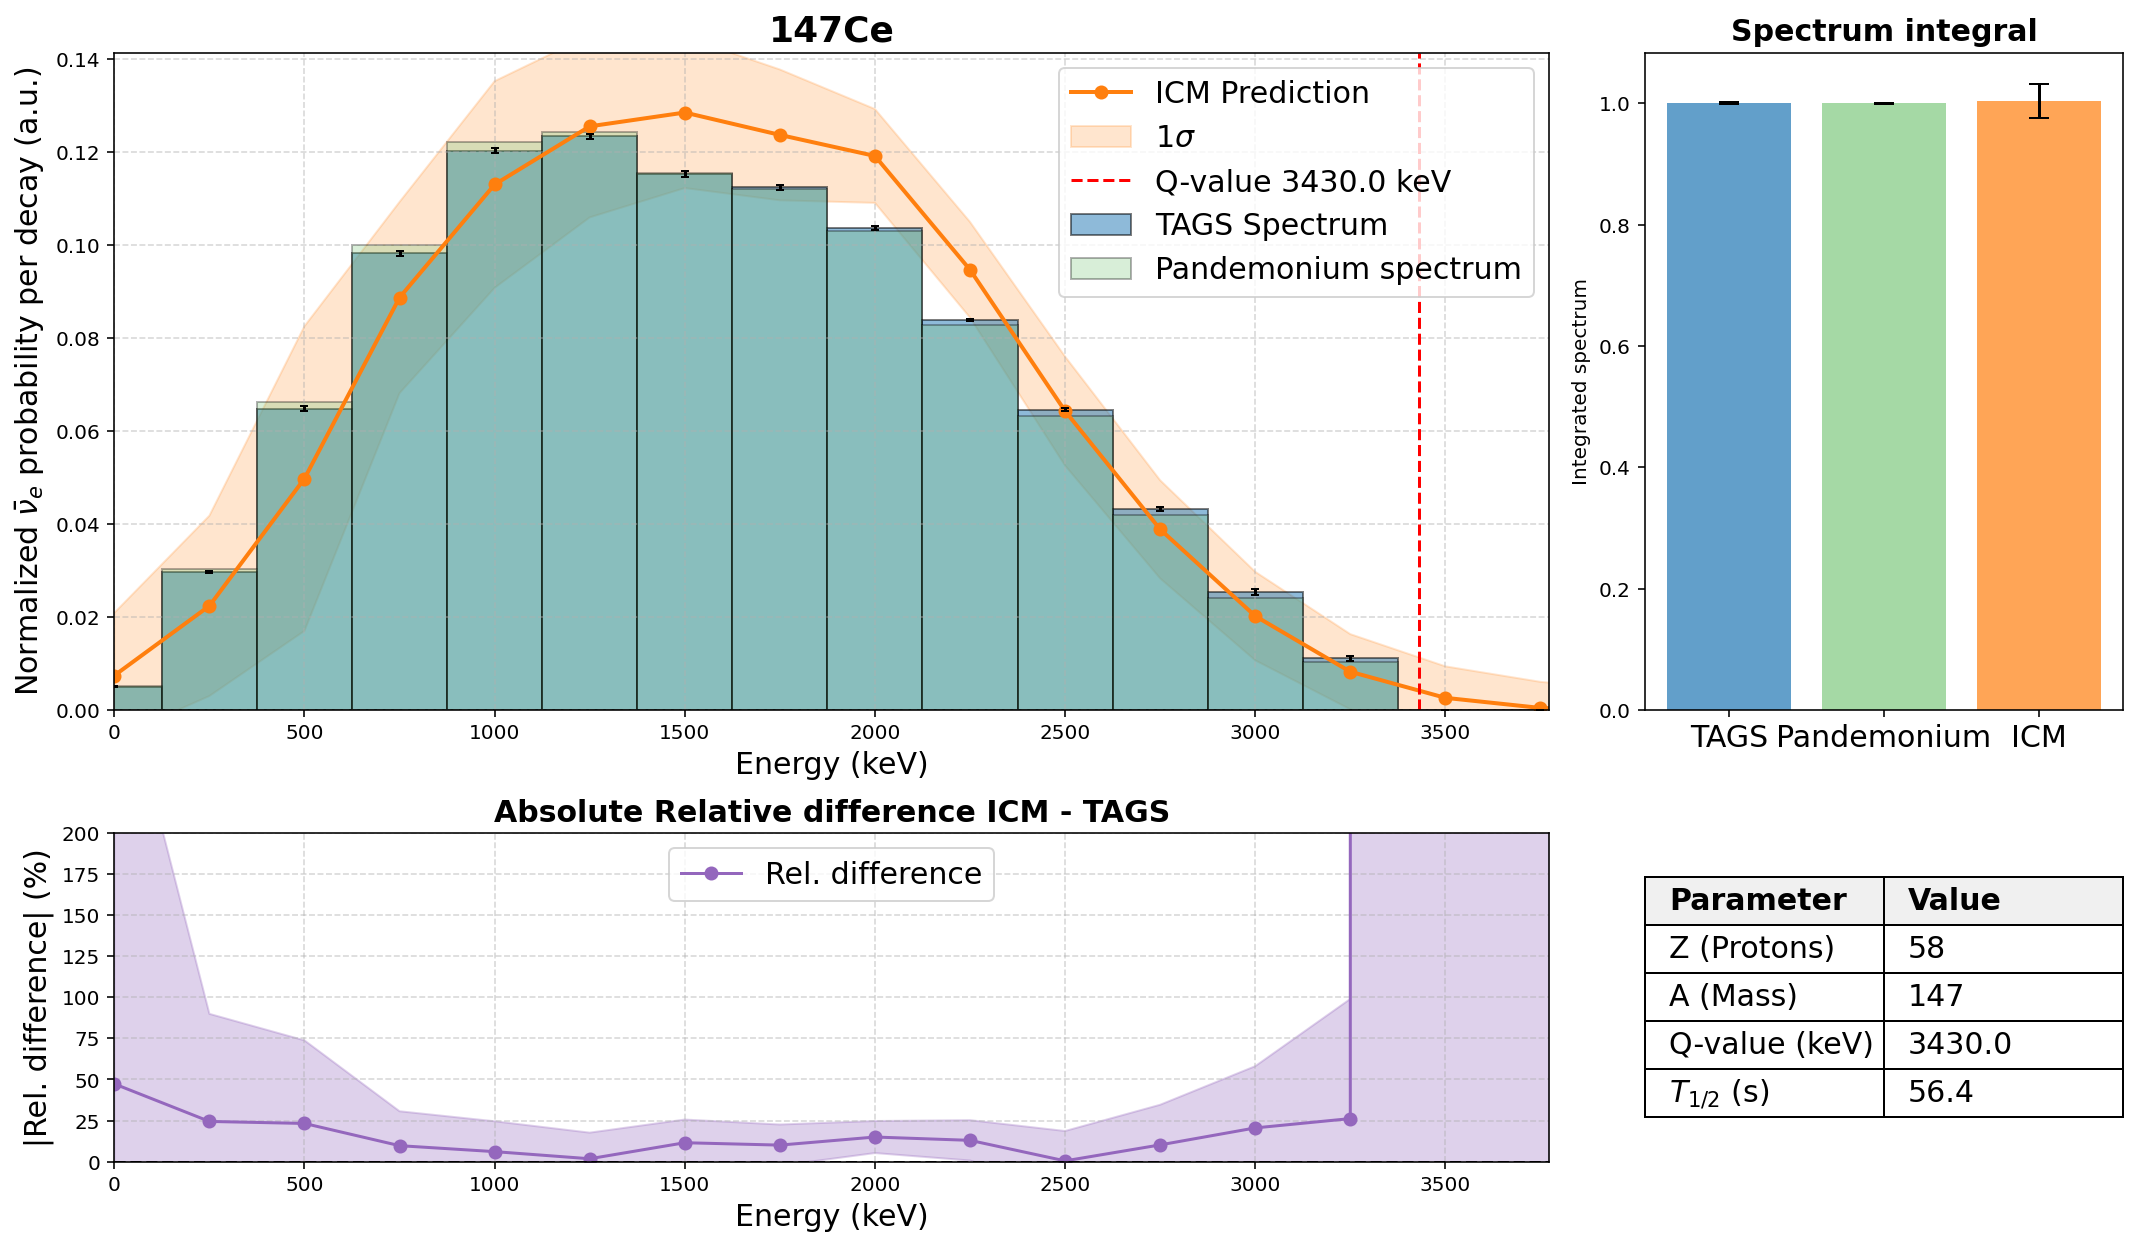 147Ce
Normalized ν̄ₑ probability per decay (a.u.)
0.14
0.12
0.10
0.08
0.06
0.04
0.02
0.00
ICM Prediction
1σ
Q-value 3430.0 keV
TAGS Spectrum
Pandemonium spectrum
0 500 1000 1500 2000 2500 3000 3500
Energy (keV)
Spectrum integral
Integrated spectrum
1.0
0.8
0.6
0.4
0.2
0.0
TAGS Pandemonium ICM
Absolute Relative difference ICM - TAGS
|Rel. difference| (%)
200
175
150
125
100
75
50
25
0
Rel. difference
0 500 1000 1500 2000 2500 3000 3500
Energy (keV)
Parameter Value
Z (Protons) 58
A (Mass) 147
Q-value (keV) 3430.0
T₁/₂ (s) 56.4